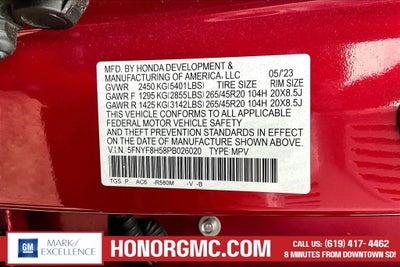 MFD. BY HONDA DEVELOPMENT &
MANUFACTURING OF AMERICA, LLC 05/23
GVWR 2450 KG(5401LBS) TIRE SIZE RIM SIZE
GAWR F 1295 KG(2855LBS) 265/45R20 104H 20X8.5J
GAWR R 1425 KG(3142LBS) 265/45R20 104H 20X8.5J
THIS VEHICLE CONFORMS TO ALL APPLICABLE
FEDERAL MOTOR VEHICLE SAFETY
STANDARDS IN EFFECT ON THE DATE OF
MANUFACTURE SHOWN ABOVE.
V.I.N. 5FNYF8H58PB026020 TYPE: MPV
TGS P AC6 -R580M -V -B
GM MARK of EXCELLENCE
HONORGMC.COM
CALL US: (619) 417-4462
8 MINUTES FROM DOWNTOWN SD!